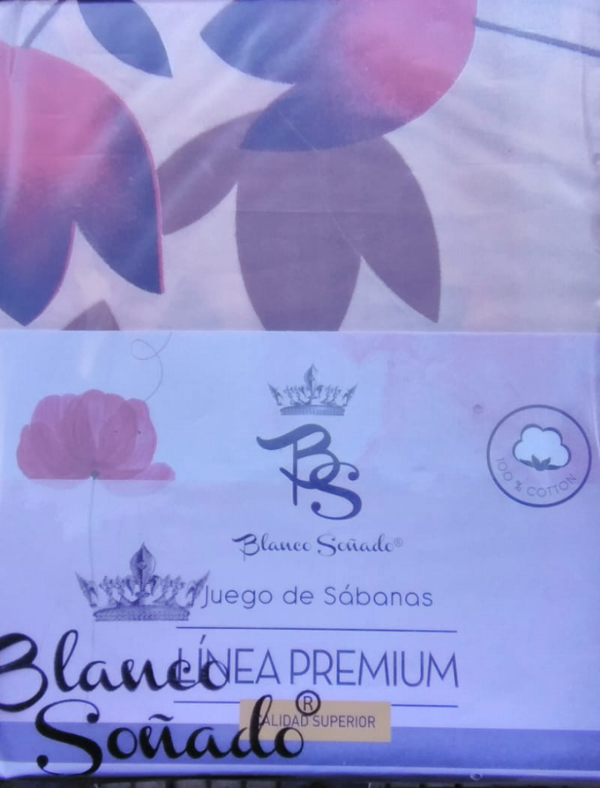 BS
100 % COTTON
Blanco Soñado®
Juego de Sábanas
LÍNEA PREMIUM
CALIDAD SUPERIOR
Blanco
Soñado®